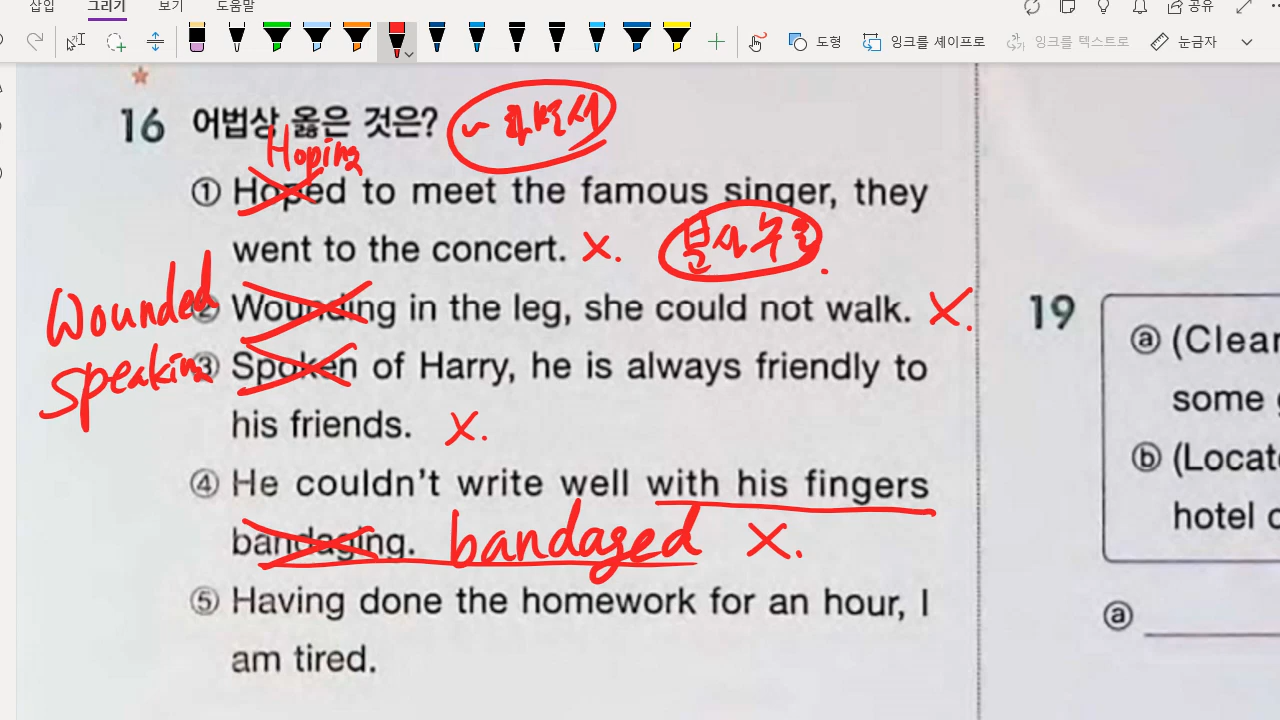 삽입 그리기 보기 도움말 공유
도형 잉크를 셰이프로 잉크를 텍스트로 눈금자
16 어법상 옳은 것은?
Hoping
① Hoped to meet the famous singer, they
went to the concert. X. 분사구문.
Wounded
② Wounding in the leg, she could not walk. X.
speaking
③ Spoken of Harry, he is always friendly to
his friends. X.
④ He couldn't write well with his fingers
bandaging. bandaged X.
⑤ Having done the homework for an hour, I
am tired.
19
ⓐ (Clear
some
ⓑ (Locat
hotel
ⓐ